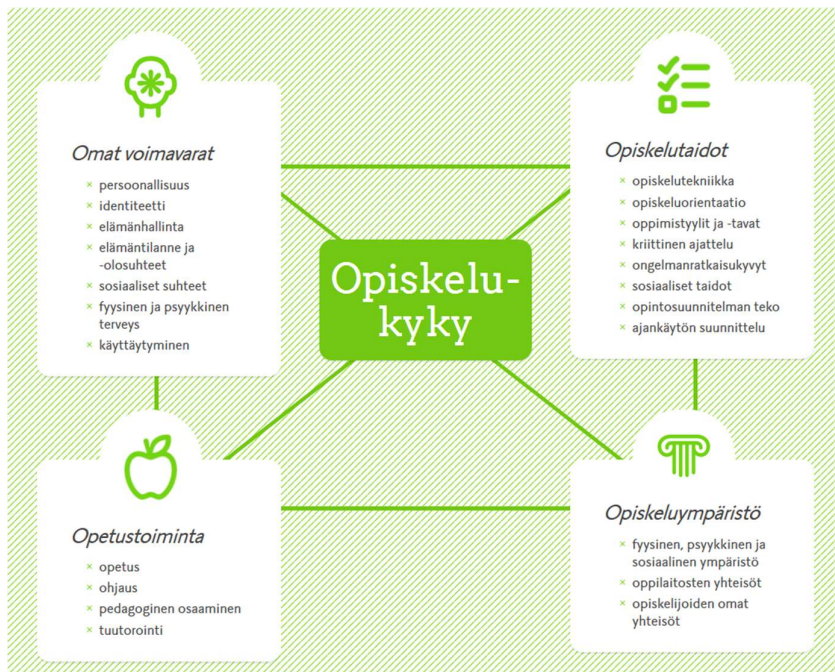 Omat voimavarat
persoonallisuus
identiteetti
elämänhallinta
elämäntilanne ja
-olosuhteet
sosiaaliset suhteet
fyysinen ja psyykkinen
terveys
käyttäytyminen
Opiskelutaidot
opiskelutekniikka
opiskeluorientaatio
oppimistyylit ja -tavat
kriittinen ajattelu
ongelmanratkaisukyvyt
sosiaaliset taidot
opintosuunnitelman teko
ajankäytön suunnittelu
Opiskelu-
kyky
Opetustoiminta
opetus
ohjaus
pedagoginen osaaminen
tuutorointi
Opiskeluympäristö
fyysinen, psyykkinen ja
sosiaalinen ympäristö
oppilaitosten yhteisöt
opiskelijoiden omat
yhteisöt